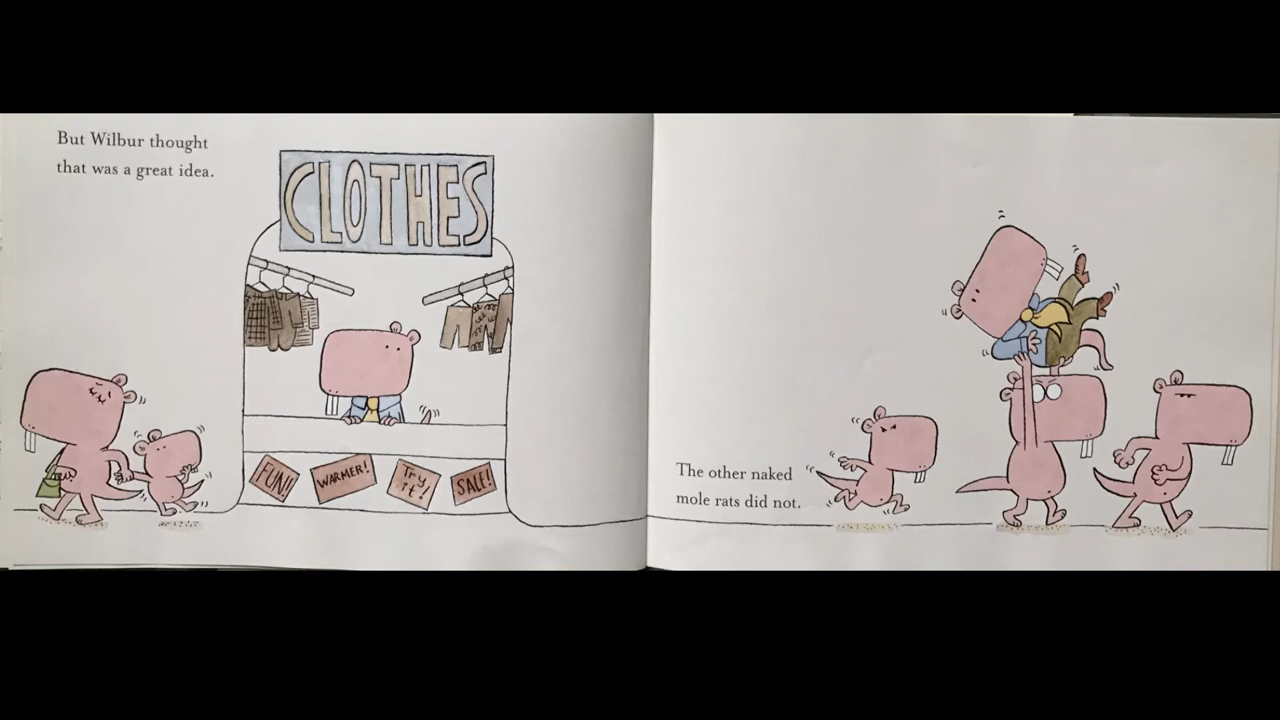 But Wilbur thought
that was a great idea.
CLOTHES
FUN!
WARMER!
Try
it!
SALE!
The other naked
mole rats did not.